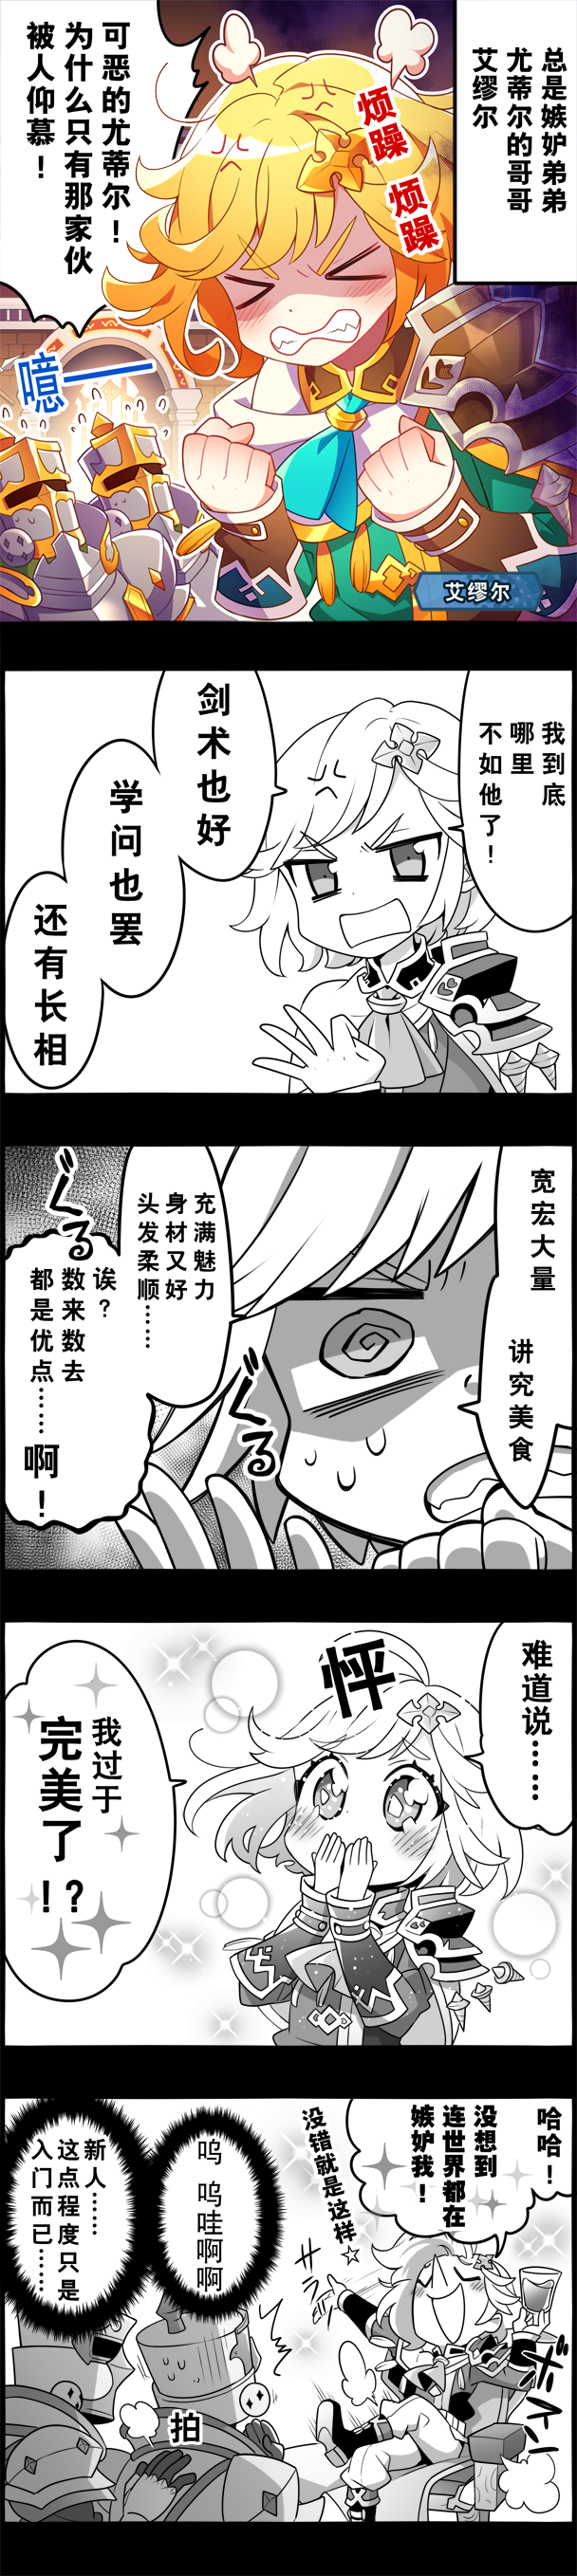 总是嫉妒弟弟
尤蒂尔的哥哥
艾缪尔
烦躁
烦躁
可恶的尤蒂尔！
为什么只有那家伙
被人仰慕！
噫——
艾缪尔
我到底
哪里
不如他了！
剑术也好
学问也罢
还有长相
宽宏大量
讲究美食
充满魅力
身材又好
头发柔顺……
ぐる
ぐる
诶？
数来数去
都是优点……
啊！
难道说……
怦
我过于
完美了
！？
哈哈！
没想到
连世界都在
嫉妒我！
没错就是这样☆
呜 呜哇啊啊
新人……
这点程度只是
入门而已……
拍
ドーン